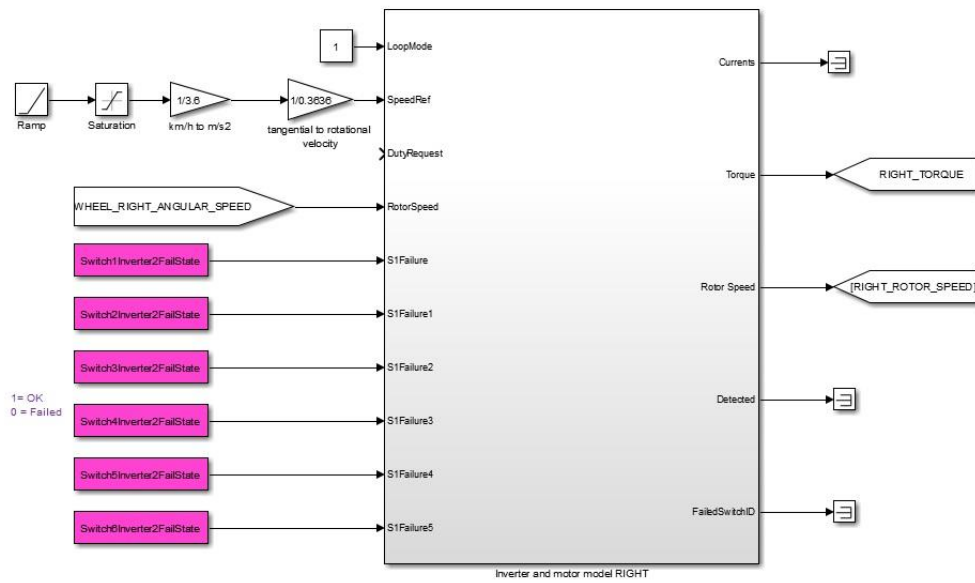 1
LoopMode
Currents
1/3.6
1/0.3636
SpeedRef
Ramp
Saturation
km/h to m/s2
tangential to rotational
velocity
DutyRequest
Torque
RIGHT_TORQUE
WHEEL_RIGHT_ANGULAR_SPEED
RotorSpeed
Switch1Inverter2FailState
S1Failure
Rotor Speed
[RIGHT_ROTOR_SPEED]
Switch2Inverter2FailState
S1Failure1
Switch3Inverter2FailState
S1Failure2
1= OK
0 = Failed
Detected
Switch4Inverter2FailState
S1Failure3
Switch5Inverter2FailState
S1Failure4
FailedSwitchID
Switch6Inverter2FailState
S1Failure5
Inverter and motor model RIGHT